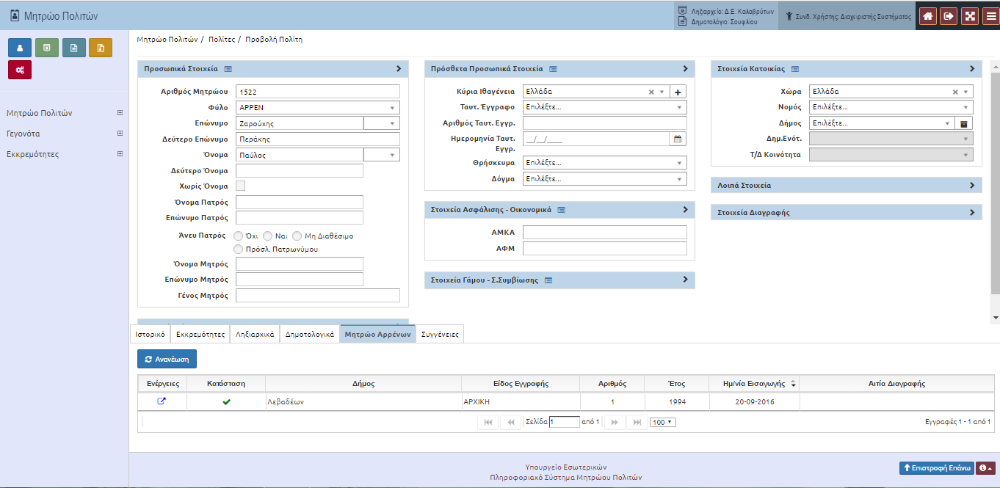 Μητρώο Πολιτών
Ληξιαρχείο: Δ.Ε. Καλαβρύτων
Δημοτολόγιο: Σουφλίου
Συνδ. Χρήστης: Διαχειριστής Συστήματος
Μητρώο Πολιτών
Γεγονότα
Εκκρεμότητες
Μητρώο Πολιτών / Πολίτες / Προβολή Πολίτη
Προσωπικά Στοιχεία
Αριθμός Μητρώου 1522
Φύλο ΑΡΡΕΝ
Επώνυμο Ζαρούχης
Δεύτερο Επώνυμο Περάκης
Όνομα Παύλος
Δεύτερο Όνομα
Χωρίς Όνομα
Όνομα Πατρός
Επώνυμο Πατρός
Άνευ Πατρός Όχι Ναι Μη Διαθέσιμο
Πρόσλ. Πατρωνύμου
Όνομα Μητρός
Επώνυμο Μητρός
Γένος Μητρός
Πρόσθετα Προσωπικά Στοιχεία
Κύρια Ιθαγένεια Ελλάδα
Ταυτ. Έγγραφο Επιλέξτε...
Αριθμός Ταυτ. Εγγρ.
Ημερομηνία Ταυτ. __/__/____
Εγγρ.
Θρήσκευμα Επιλέξτε...
Δόγμα Επιλέξτε...
Στοιχεία Ασφάλισης - Οικονομικά
ΑΜΚΑ
ΑΦΜ
Στοιχεία Γάμου - Σ.Συμβίωσης
Στοιχεία Κατοικίας
Χώρα Ελλάδα
Νομός Επιλέξτε...
Δήμος Επιλέξτε...
Δημ.Ενότ.
Τ/Δ Κοινότητα
Λοιπά Στοιχεία
Στοιχεία Διαγραφής
Ιστορικό Εκκρεμότητες Ληξιαρχικά Δημοτολογικά Μητρώο Αρρένων Συγγένειες
Ανανέωση
Ενέργειες Κατάσταση Δήμος Είδος Εγγραφής Αριθμός Έτος Ημ/νία Εισαγωγής Αιτία Διαγραφής
Λεβαδέων ΑΡΧΙΚΗ 1 1994 20-09-2016
Σελίδα 1 από 1 100 Εγγραφές 1 - 1 από 1
Υπουργείο Εσωτερικών
Πληροφοριακό Σύστημα Μητρώου Πολιτών
Επιστροφή Επάνω